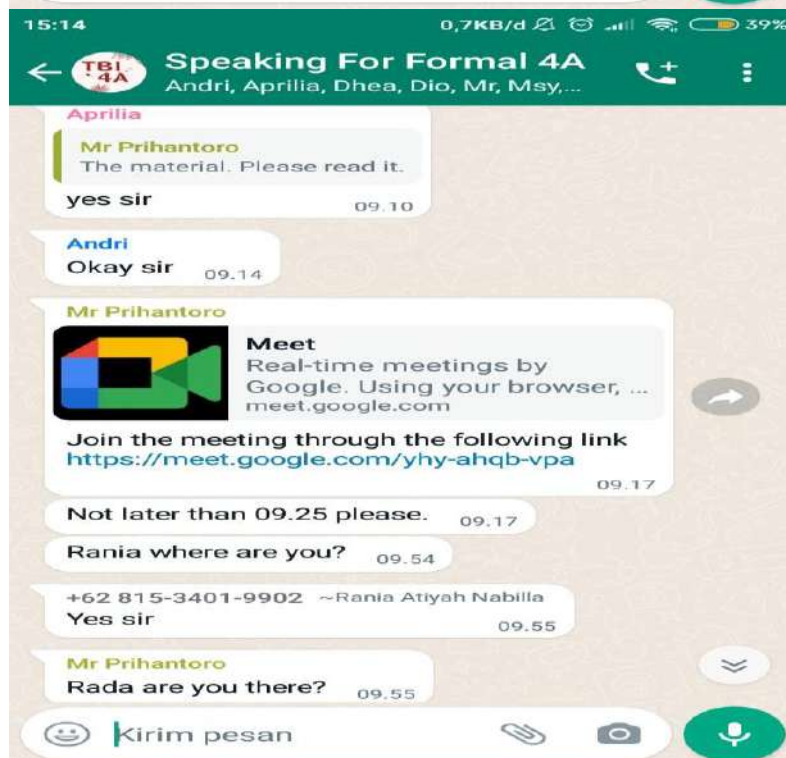 15:14
0,7KB/d 39%
TBI 4A
Speaking For Formal 4A
Andri, Aprilia, Dhea, Dio, Mr, Msy,...
Aprilia
Mr Prihantoro
The material. Please read it.
yes sir
09.10
Andri
Okay sir 09.14
Mr Prihantoro
Meet
Real-time meetings by
Google. Using your browser, ...
meet.google.com
Join the meeting through the following link
https://meet.google.com/yhy-ahqb-vpa
09.17
Not later than 09.25 please. 09.17
Rania where are you? 09.54
+62 815-3401-9902 ~Rania Atiyah Nabilla
Yes sir
09.55
Mr Prihantoro
Rada are you there? 09.55
Kirim pesan